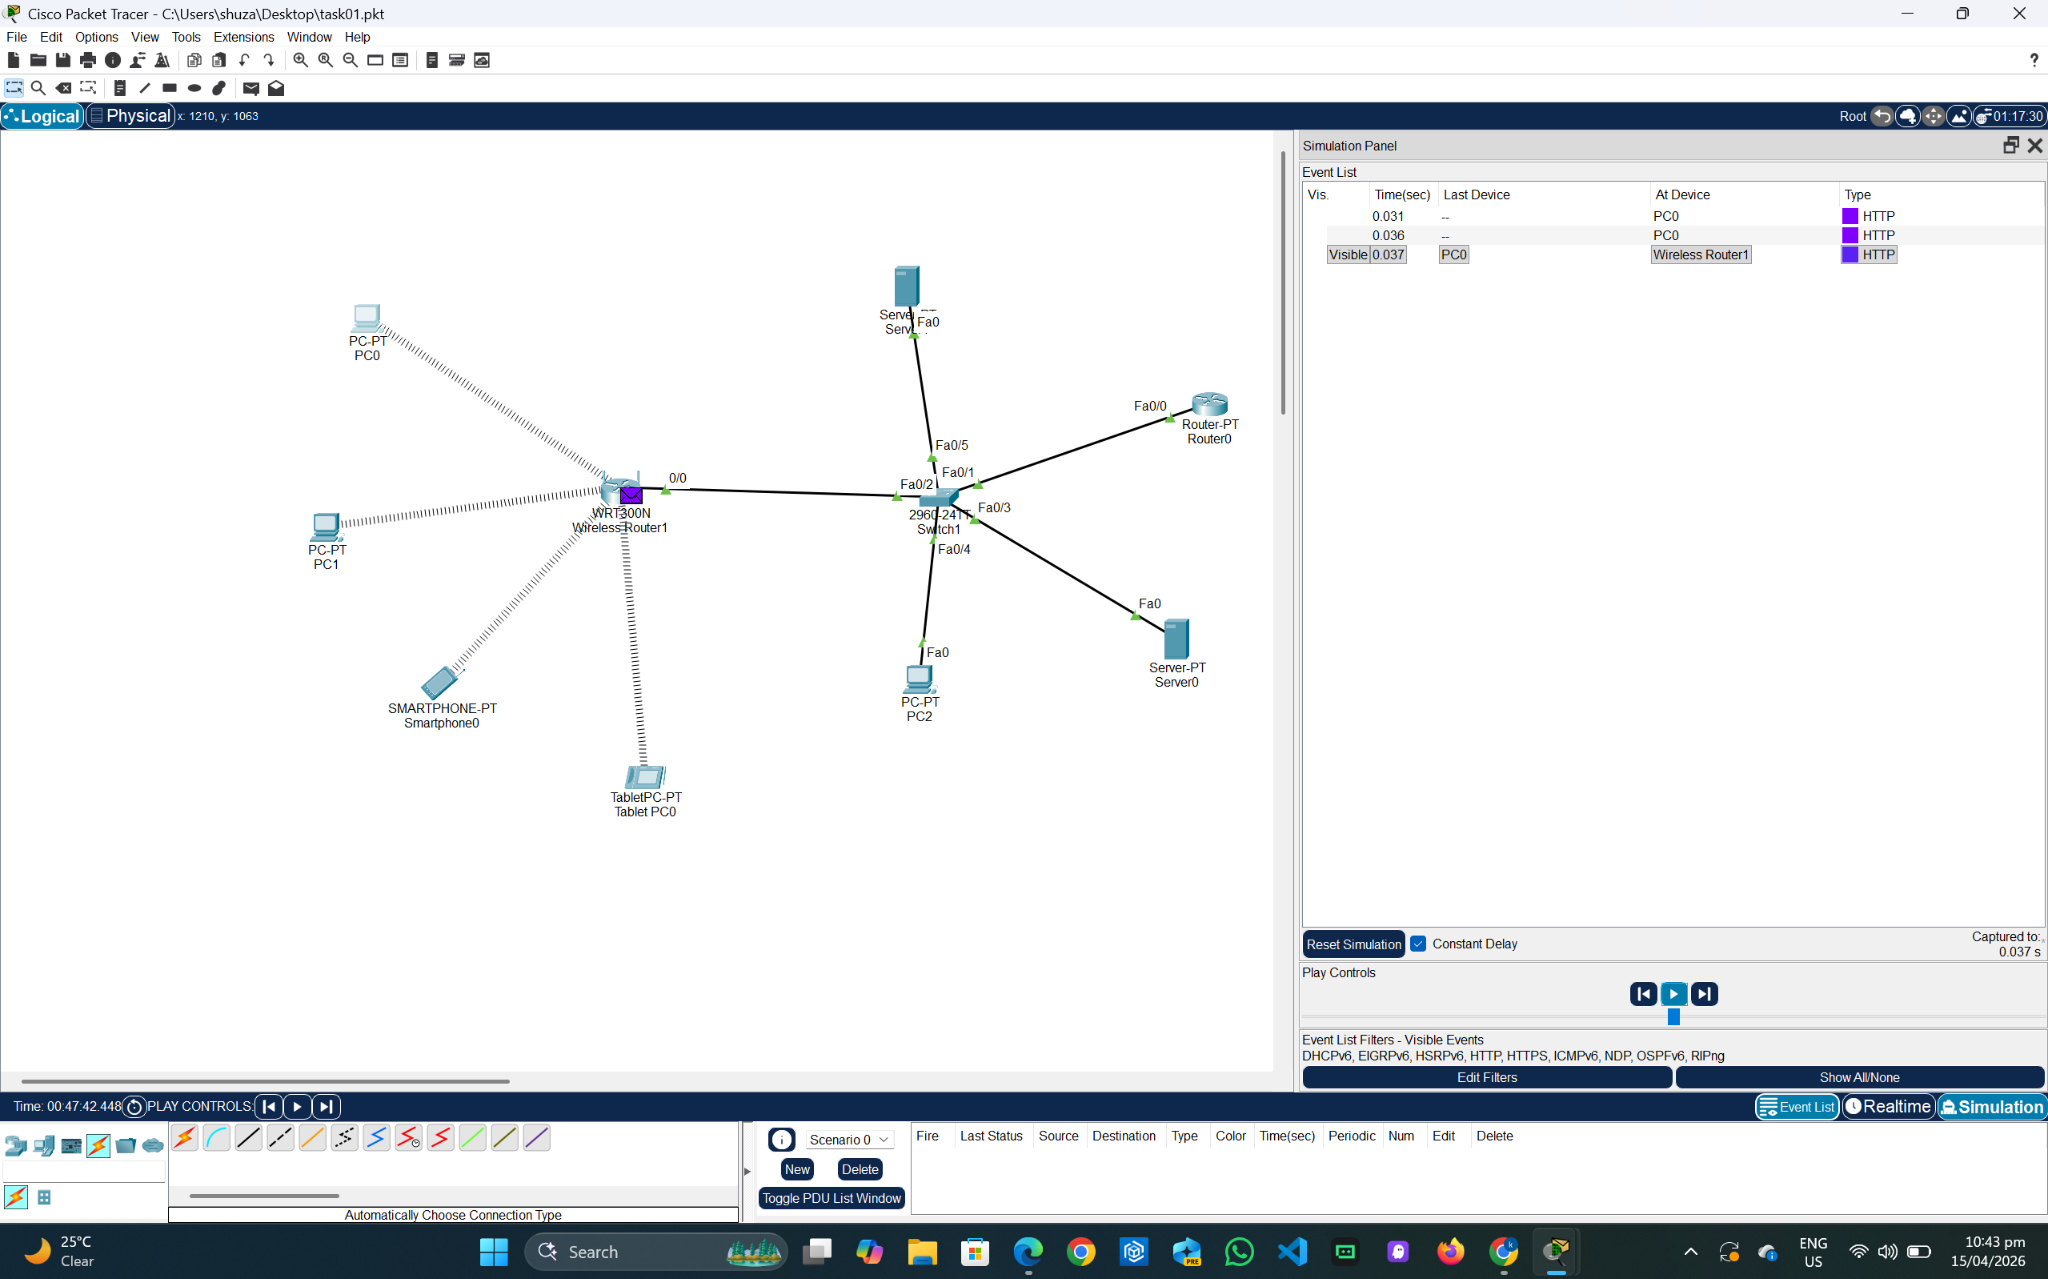 Cisco Packet Tracer - C:\Users\shuza\Desktop\task01.pkt
File Edit Options View Tools Extensions Window Help
?
Logical Physical x: 1210, y: 1063 Root 01:17:30
Simulation Panel
Event List
Vis. Time(sec) Last Device At Device Type
0.031 -- PC0 HTTP
0.036 -- PC0 HTTP
Visible 0.037 PC0 Wireless Router1 HTTP
PC-PT
PC0
Fa0
Fa0/0
Router-PT
Router0
Fa0/5
Fa0/1
0/0
Fa0/2
Fa0/3
WRT300N
Wireless Router1
2960-24TT
Switch1
Fa0/4
PC-PT
PC1
Fa0
Fa0
Server-PT
Server0
PC-PT
PC2
SMARTPHONE-PT
Smartphone0
TabletPC-PT
Tablet PC0
Reset Simulation Constant Delay
Captured to:
0.037 s
Play Controls
Event List Filters - Visible Events
DHCPv6, EIGRPv6, HSRPv6, HTTP, HTTPS, ICMPv6, NDP, OSPFv6, RIPng
Edit Filters Show All/None
Time: 00:47:42.448 PLAY CONTROLS: Event List Realtime Simulation
Scenario 0
New Delete
Toggle PDU List Window
Fire Last Status Source Destination Type Color Time(sec) Periodic Num Edit Delete
Automatically Choose Connection Type
25°C
Clear
Search
PRE
ENG
US
10:43 pm
15/04/2026